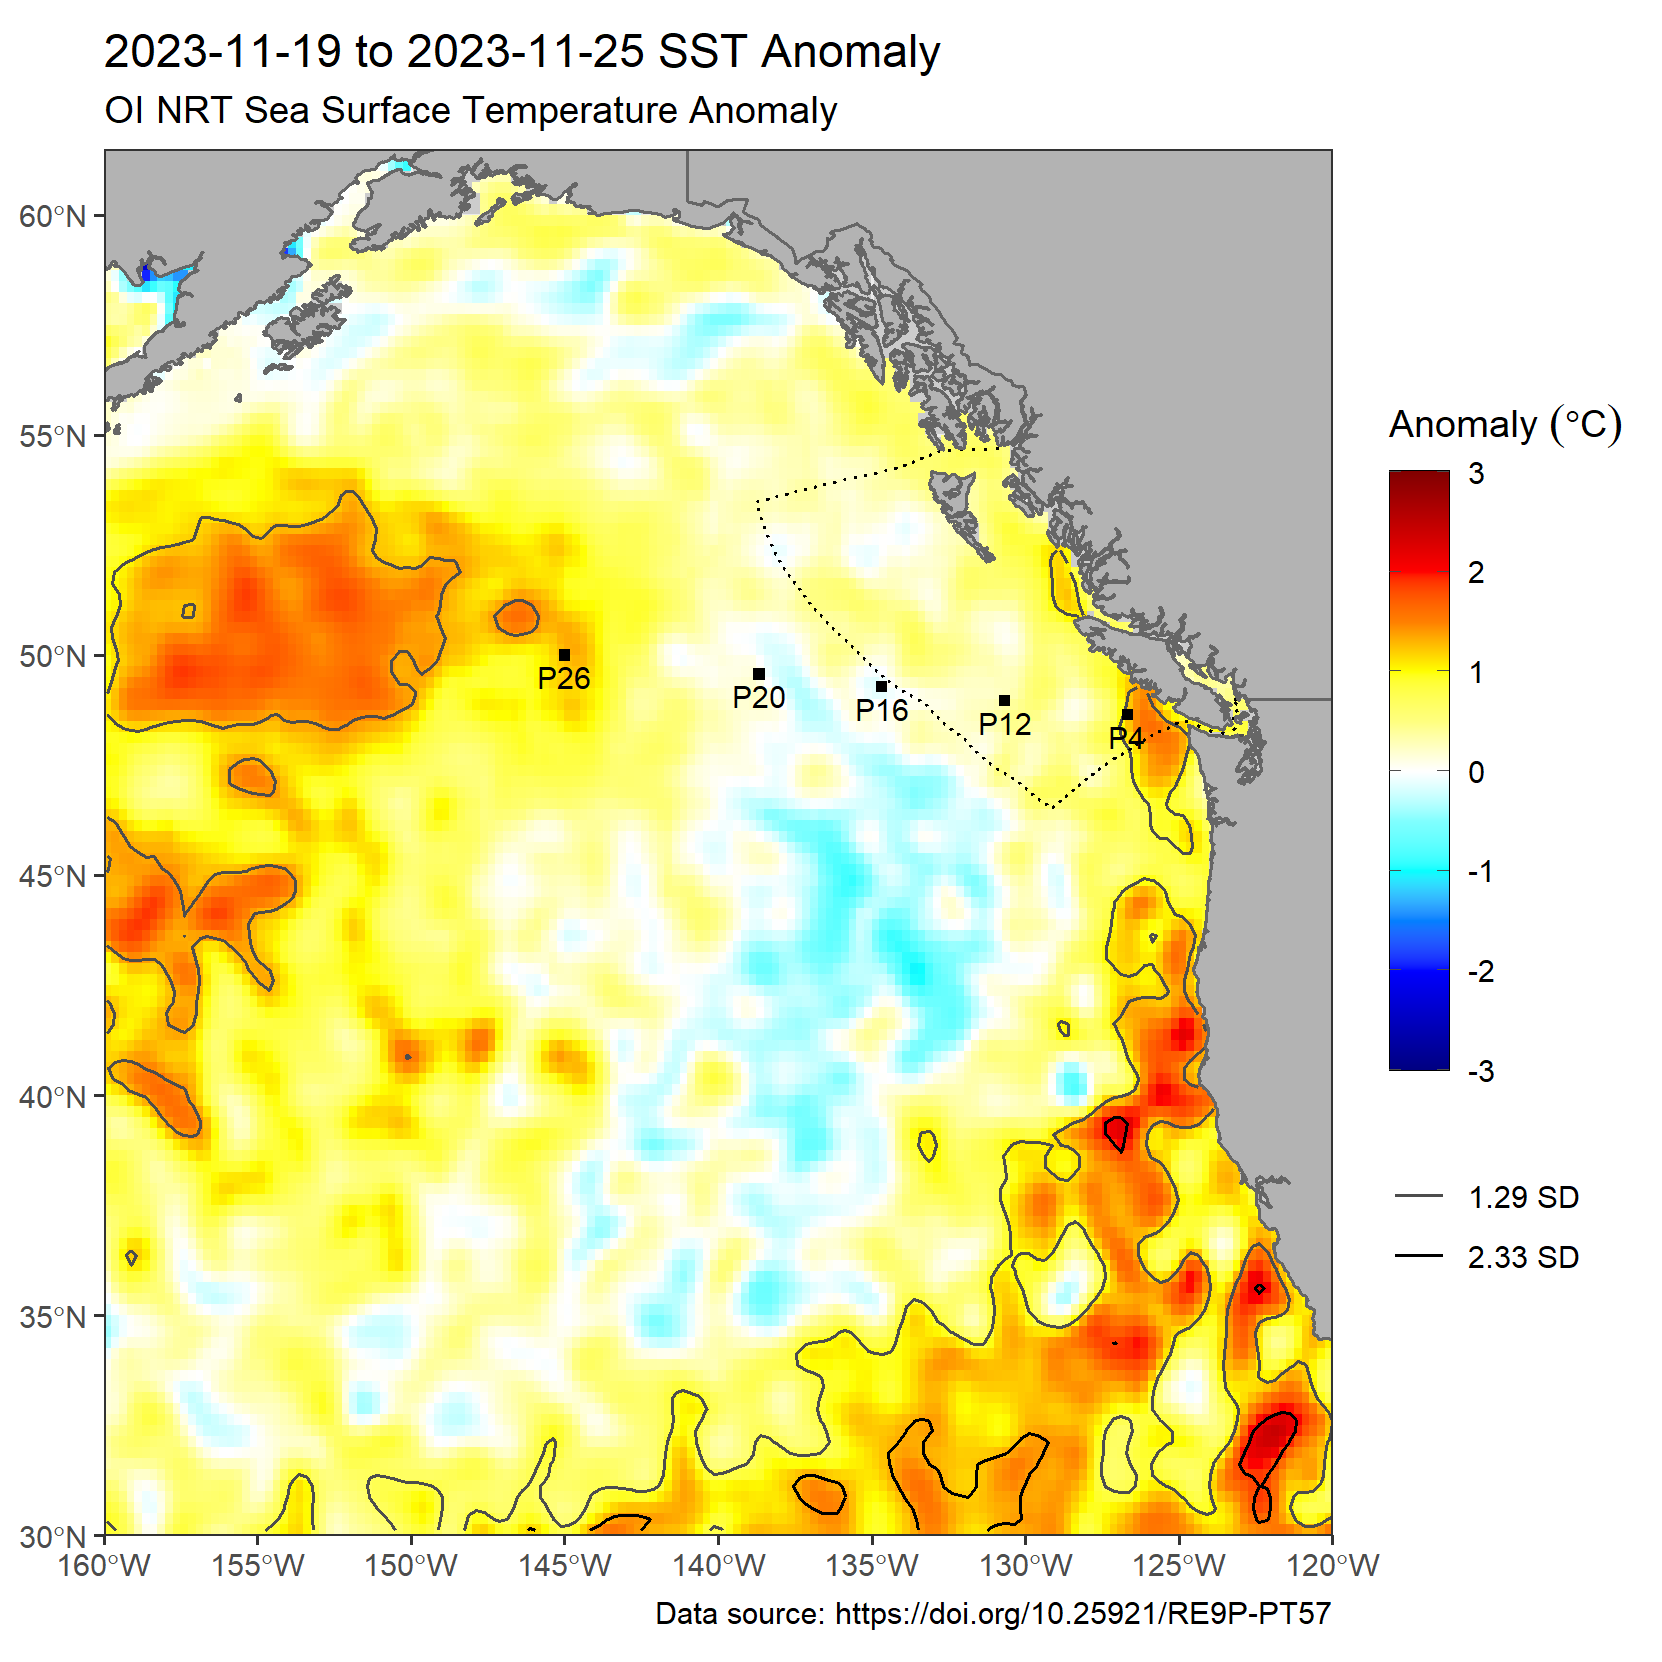 2023-11-19 to 2023-11-25 SST Anomaly
OI NRT Sea Surface Temperature Anomaly
60°N
55°N
50°N
45°N
40°N
35°N
30°N
P26
P20
P16
P12
P4
160°W
155°W
150°W
145°W
140°W
135°W
130°W
125°W
120°W
Anomaly (°C)
3
2
1
0
-1
-2
-3
1.29 SD
2.33 SD
Data source: https://doi.org/10.25921/RE9P-PT57